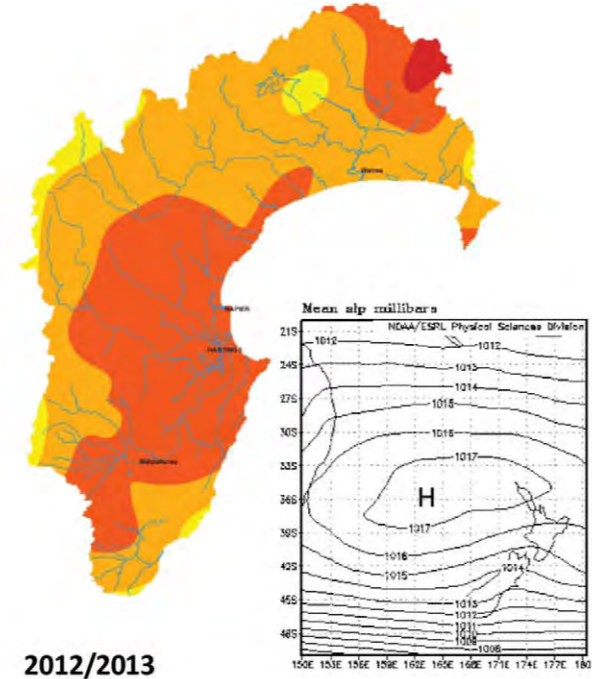 Wairoa
NAPIER
HASTINGS
Waipukurau
Mean slp millibars
NOAA/ESRL Physical Sciences Division
21S
24S
27S
30S
33S
36S
39S
42S
45S
48S
1012
1012
1013
1014
1015
1016
1017
H
1017
1016
1015
1014
1013
1012
1011
1010
1009
1008
150E 153E 156E 159E 162E 165E 168E 171E 174E 177E 180
2012/2013